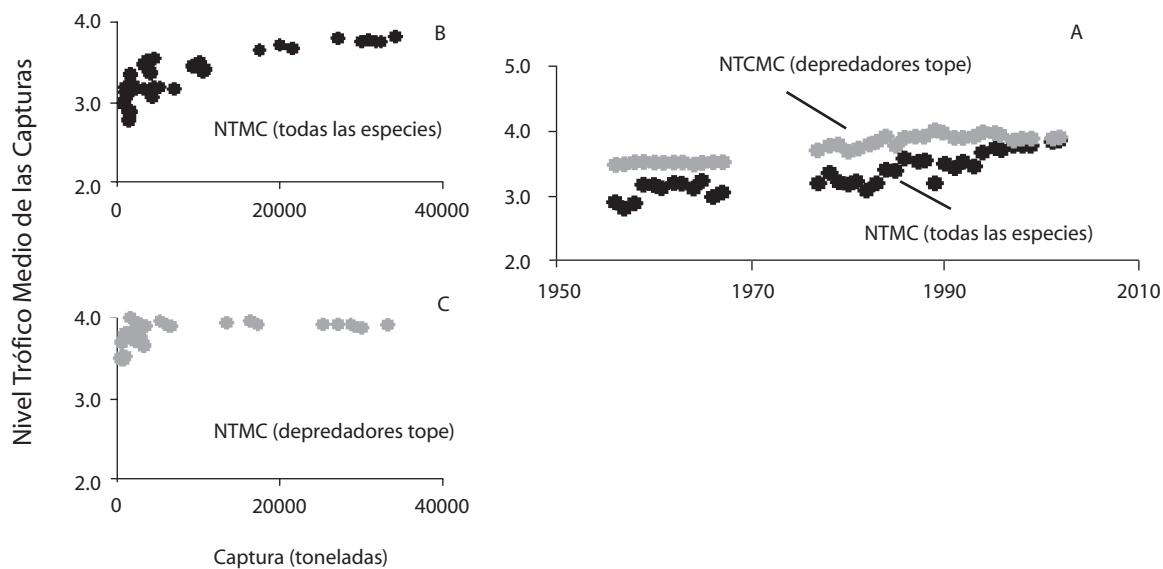 Nivel Trófico Medio de las Capturas
B
4.0
3.0
2.0
NTMC (todas las especies)
0
20000
40000
A
5.0
4.0
3.0
2.0
NTCMC (depredadores tope)
NTMC (todas las especies)
1950
1970
1990
2010
C
4.0
3.0
2.0
NTMC (depredadores tope)
0
20000
40000
Captura (toneladas)